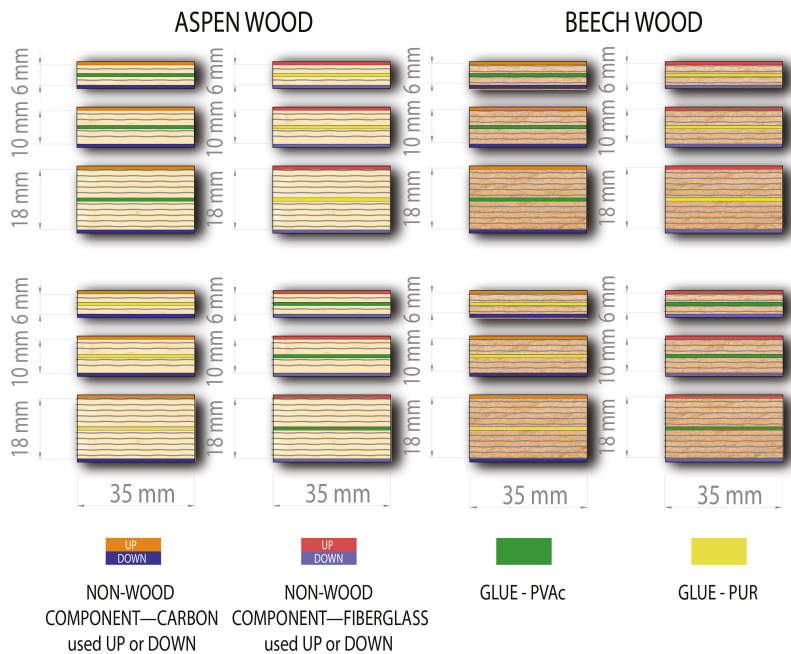 ASPEN WOOD
BEECH WOOD
6 mm
6 mm
6 mm
6 mm
10 mm
10 mm
10 mm
10 mm
18 mm
18 mm
18 mm
18 mm
6 mm
6 mm
6 mm
6 mm
10 mm
10 mm
10 mm
10 mm
18 mm
18 mm
18 mm
18 mm
35 mm
35 mm
35 mm
35 mm
UP
DOWN
NON-WOOD
COMPONENT—CARBON
used UP or DOWN
UP
DOWN
NON-WOOD
COMPONENT—FIBERGLASS
used UP or DOWN
GLUE - PVAc
GLUE - PUR